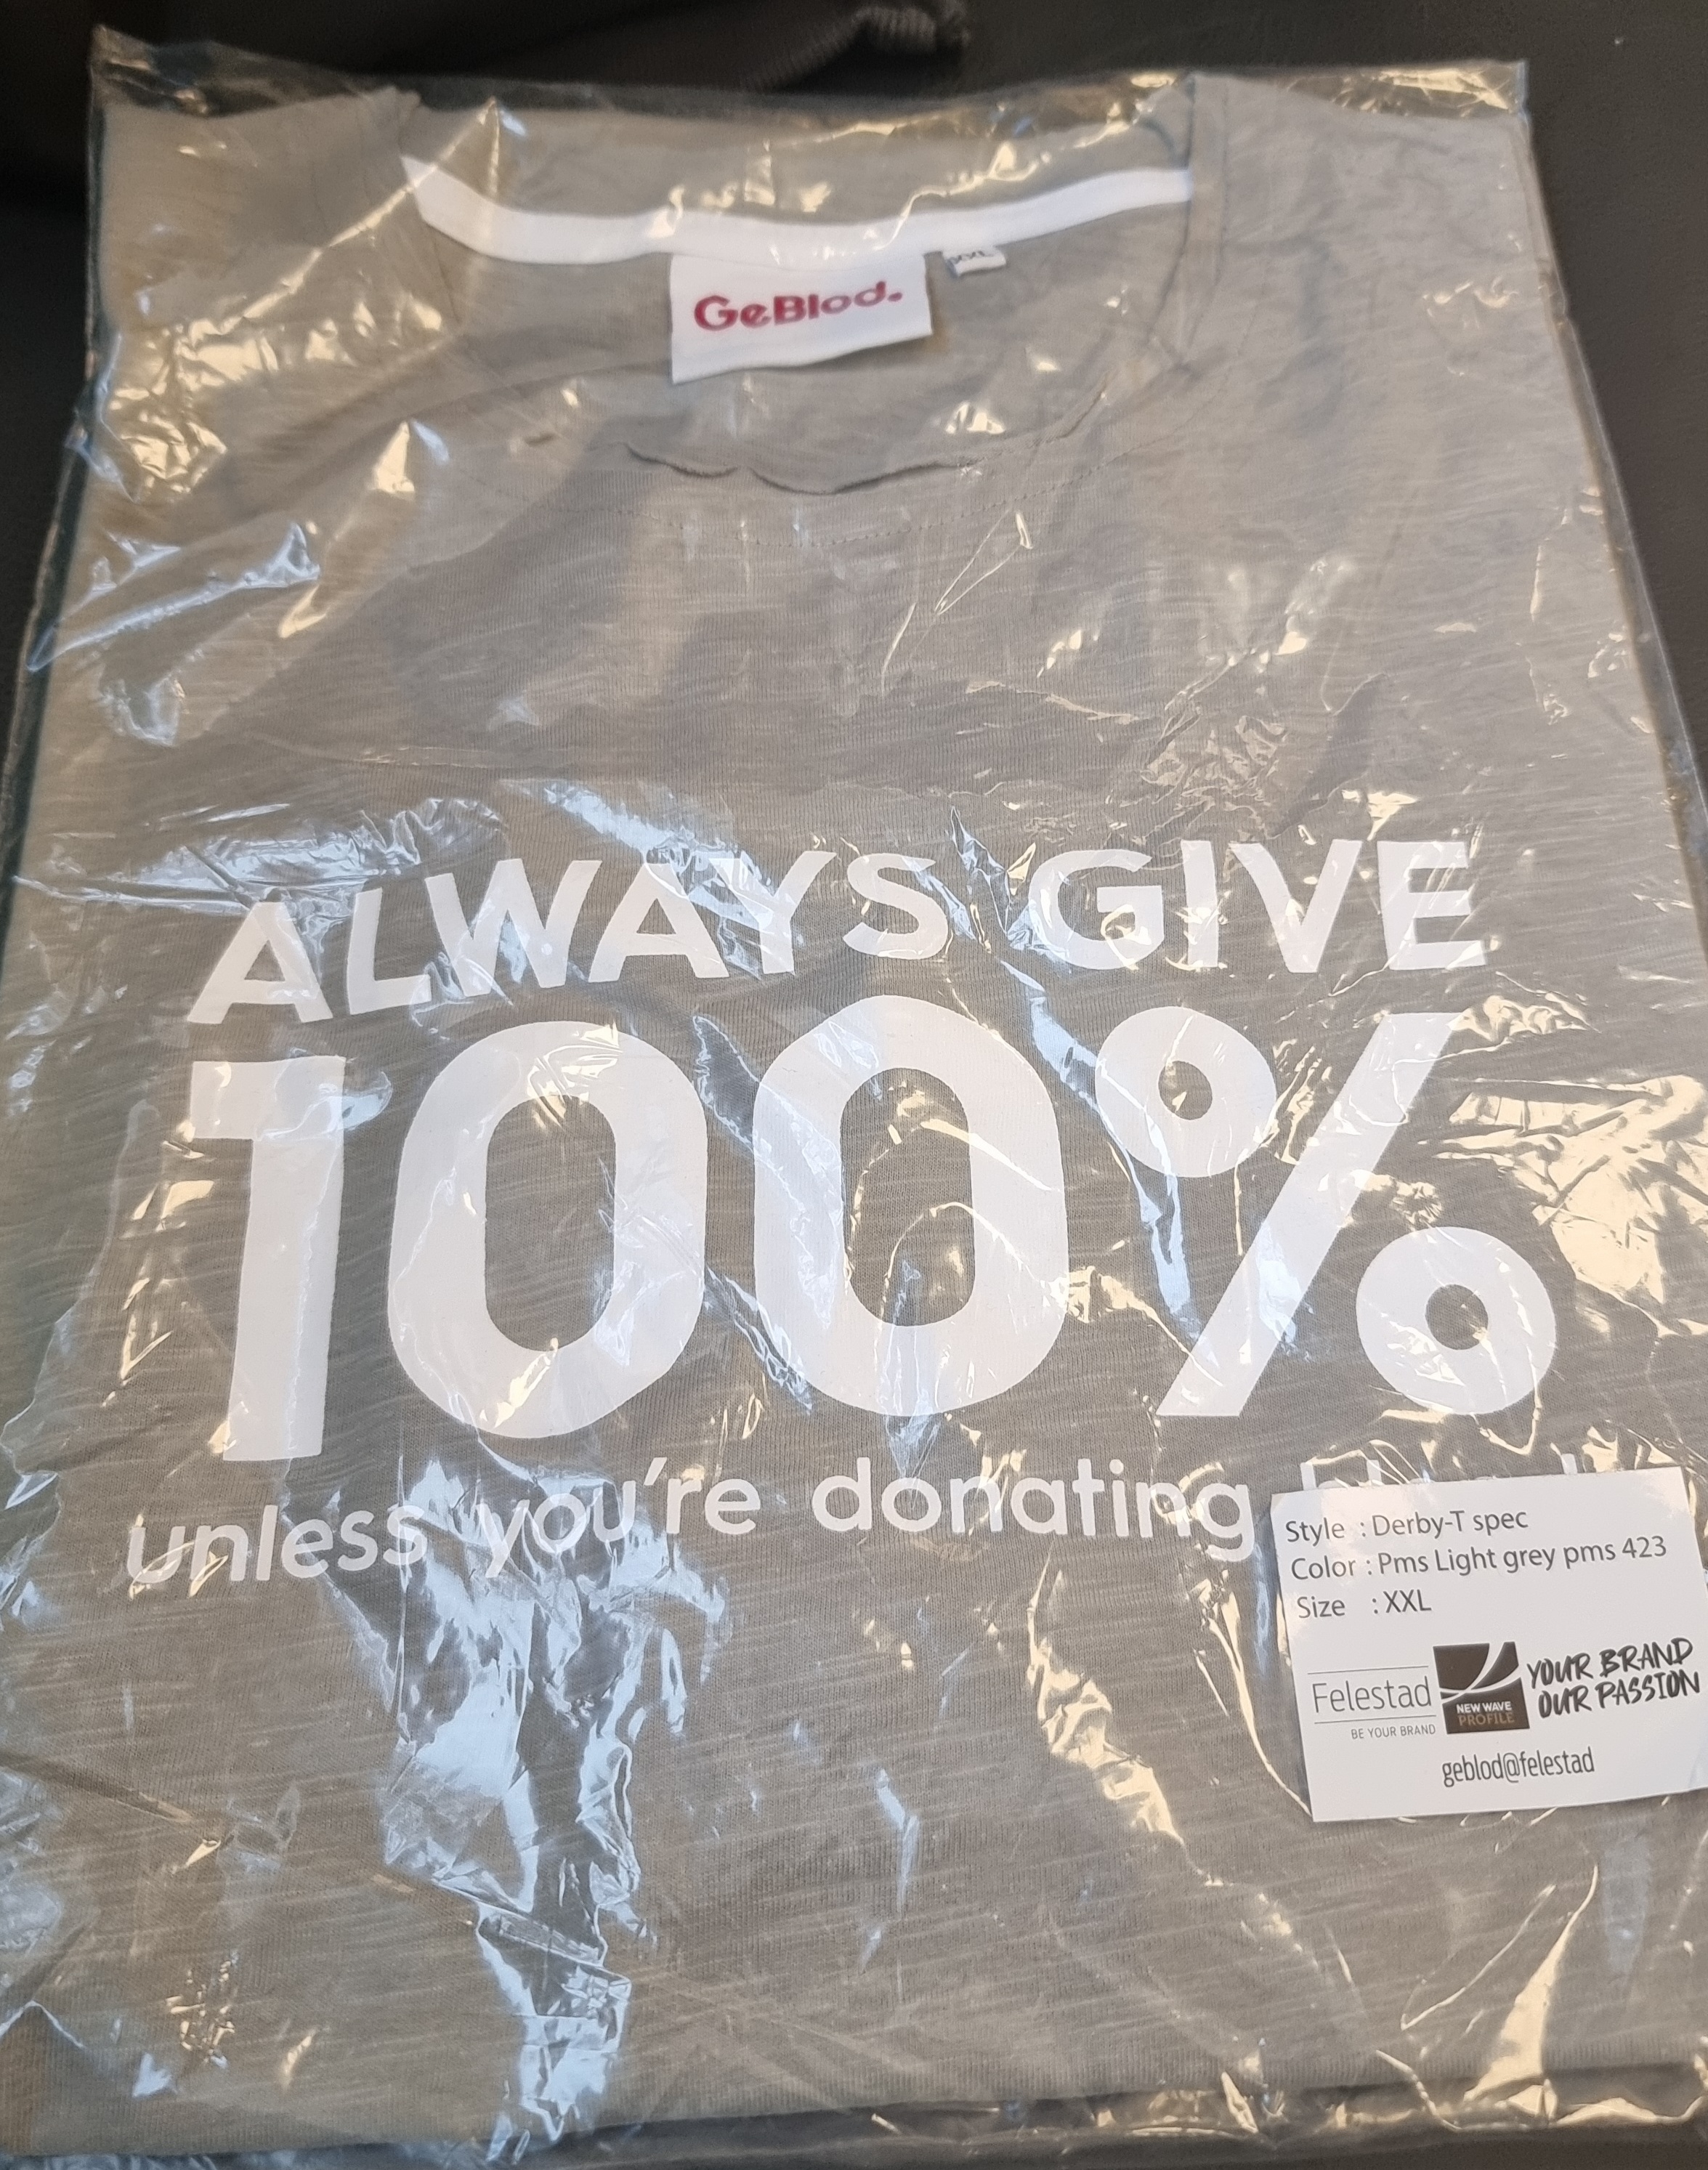 XXL
GeBlod.
ALWAYS GIVE
100%
unless you're donating
Style : Derby-T spec
Color : Pms Light grey pms 423
Size : XXL
Felestad
BE YOUR BRAND
NEW WAVE
PROFILE
YOUR BRAND
OUR PASSION
geblod@felestad